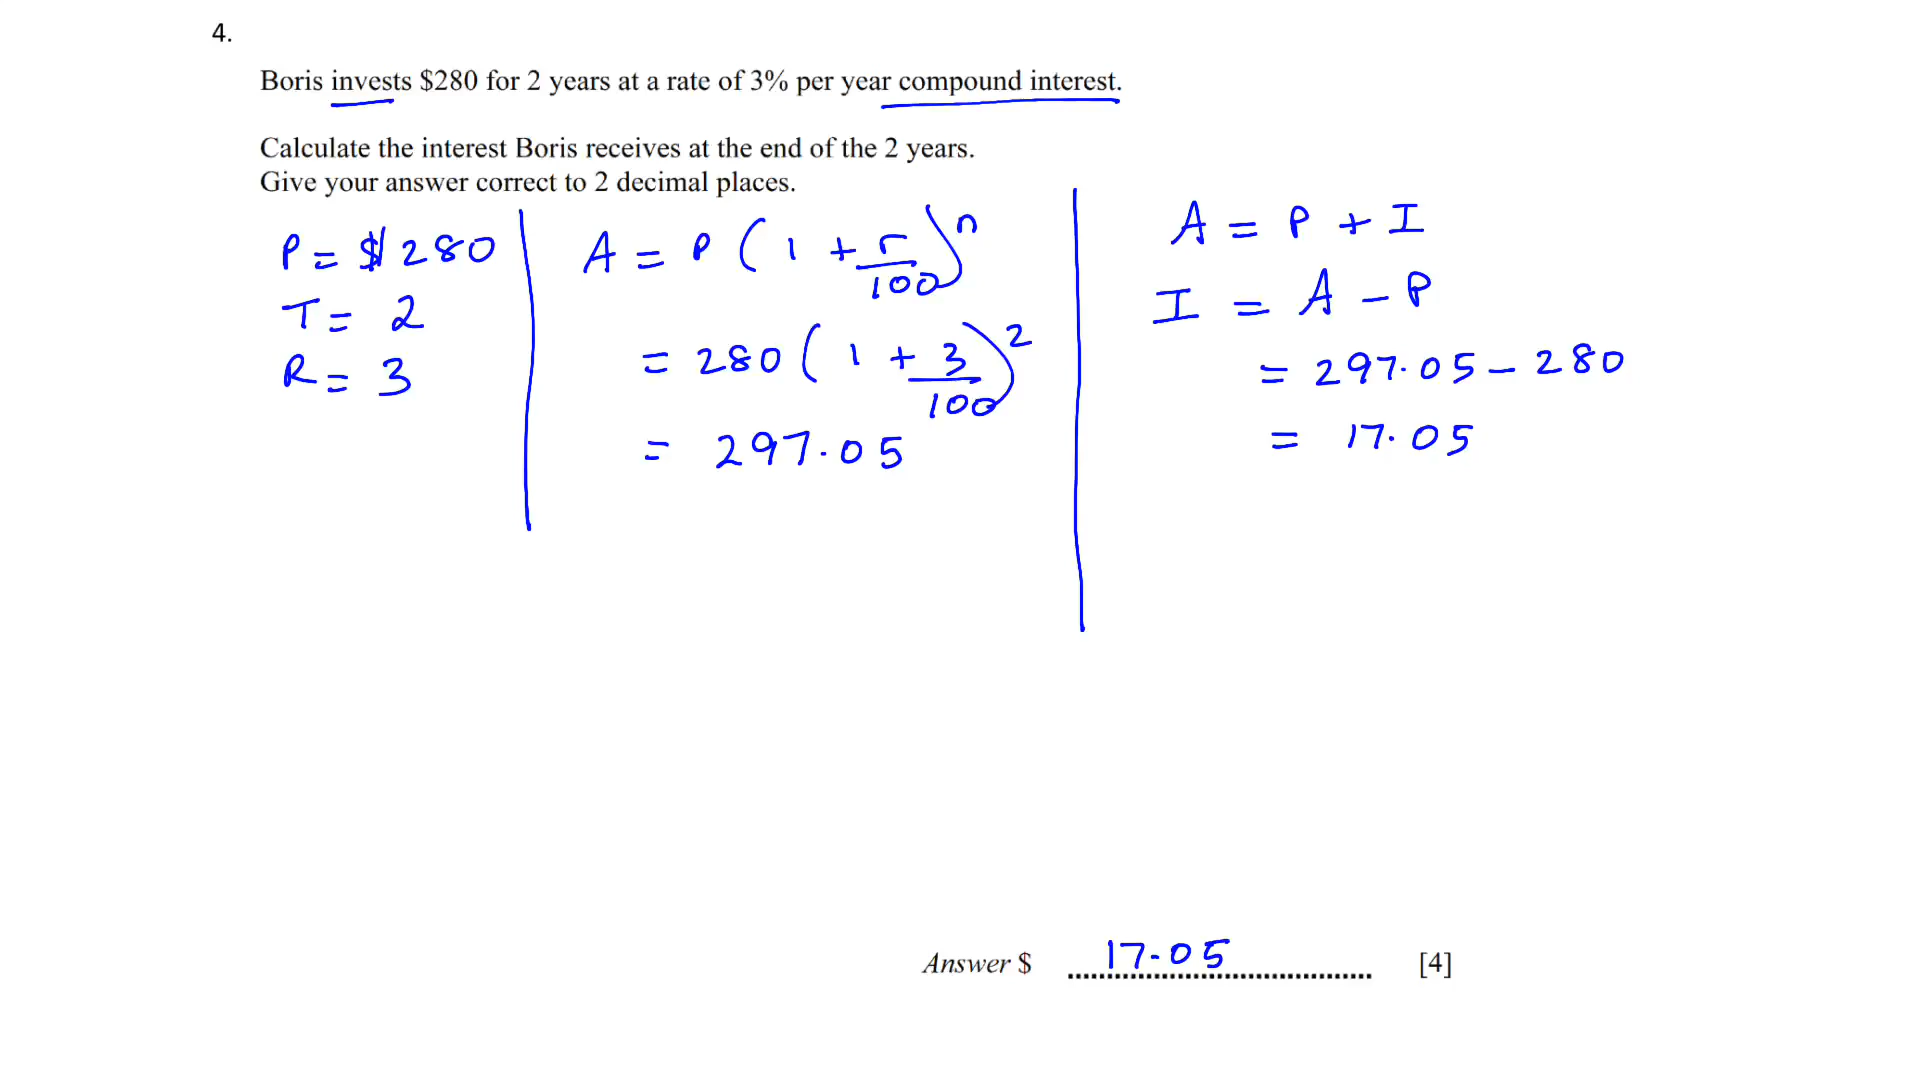 4.
Boris invests $280 for 2 years at a rate of 3% per year compound interest.
Calculate the interest Boris receives at the end of the 2 years.
Give your answer correct to 2 decimal places.
P = $280
T = 2
R = 3
A = P (1 + r/100)^n
= 280 (1 + 3/100)^2
= 297.05
A = P + I
I = A - P
= 297.05 - 280
= 17.05
Answer $ 17.05 [4]